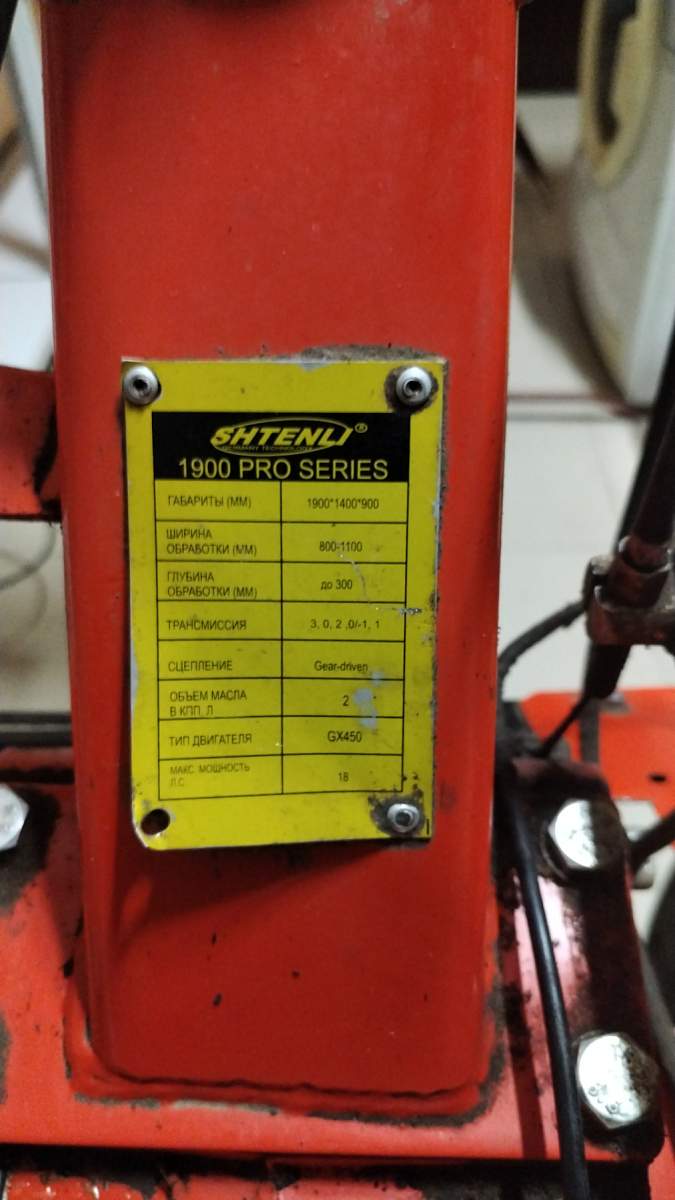 SHTENLI®
GERMANY TECHNOLOGY
1900 PRO SERIES
ГАБАРИТЫ (ММ) 1900*1400*900
ШИРИНА
ОБРАБОТКИ (ММ) 800-1100
ГЛУБИНА
ОБРАБОТКИ (ММ) до 300
ТРАНСМИССИЯ 3, 0, 2 ,0/-1, 1
СЦЕПЛЕНИЕ Gear-driven
ОБЪЕМ МАСЛА
В КПП, Л 2
ТИП ДВИГАТЕЛЯ GX450
МАКС. МОЩНОСТЬ
Л.С. 18